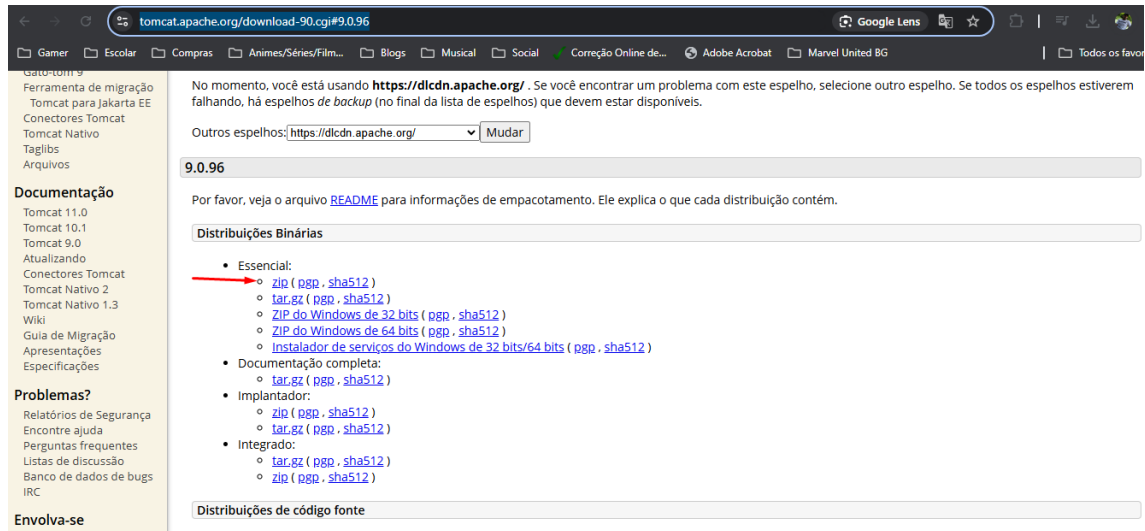 tomcat.apache.org/download-90.cgi#9.0.96
Google Lens
Gamer Escolar Compras Animes/Séries/Film... Blogs Musical Social Correção Online de... Adobe Acrobat Marvel United BG Todos os favor
Gato-tom 9
Ferramenta de migração
Tomcat para Jakarta EE
Conectores Tomcat
Tomcat Nativo
Taglibs
Arquivos
Documentação
Tomcat 11.0
Tomcat 10.1
Tomcat 9.0
Atualizando
Conectores Tomcat
Tomcat Nativo 2
Tomcat Nativo 1.3
Wiki
Guia de Migração
Apresentações
Especificações
Problemas?
Relatórios de Segurança
Encontre ajuda
Perguntas frequentes
Listas de discussão
Banco de dados de bugs
IRC
Envolva-se
No momento, você está usando https://dlcdn.apache.org/ . Se você encontrar um problema com este espelho, selecione outro espelho. Se todos os espelhos estiverem
falhando, há espelhos de backup (no final da lista de espelhos) que devem estar disponíveis.
Outros espelhos: https://dlcdn.apache.org/ Mudar
9.0.96
Por favor, veja o arquivo README para informações de empacotamento. Ele explica o que cada distribuição contém.
Distribuições Binárias
Essencial:
zip ( pgp , sha512 )
tar.gz ( pgp , sha512 )
ZIP do Windows de 32 bits ( pgp , sha512 )
ZIP do Windows de 64 bits ( pgp , sha512 )
Instalador de serviços do Windows de 32 bits/64 bits ( pgp , sha512 )
Documentação completa:
tar.gz ( pgp , sha512 )
Implantador:
zip ( pgp , sha512 )
tar.gz ( pgp , sha512 )
Integrado:
tar.gz ( pgp , sha512 )
zip ( pgp , sha512 )
Distribuições de código fonte